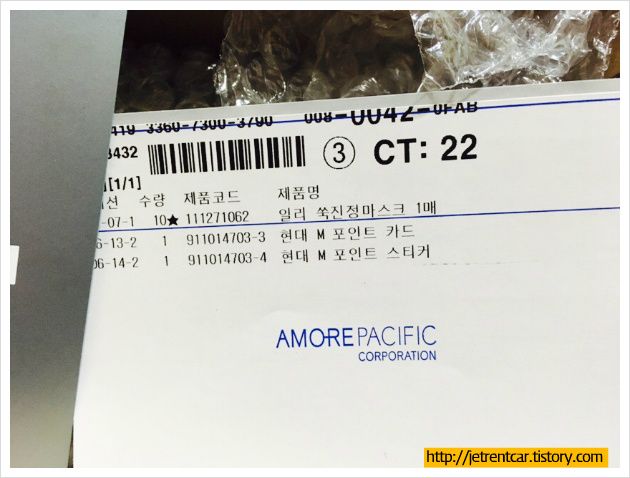 3360-7300-3790 008-0042-0FAB
3432
③ CT: 22
[1/1]
션 수량 제품코드 제품명
-07-1 10★ 111271062 일리 쑥진정마스크 1매
6-13-2 1 911014703-3 현대 M 포인트 카드
06-14-2 1 911014703-4 현대 M 포인트 스티커
AMOREPACIFIC
CORPORATION
http://jetrentcar.tistory.com